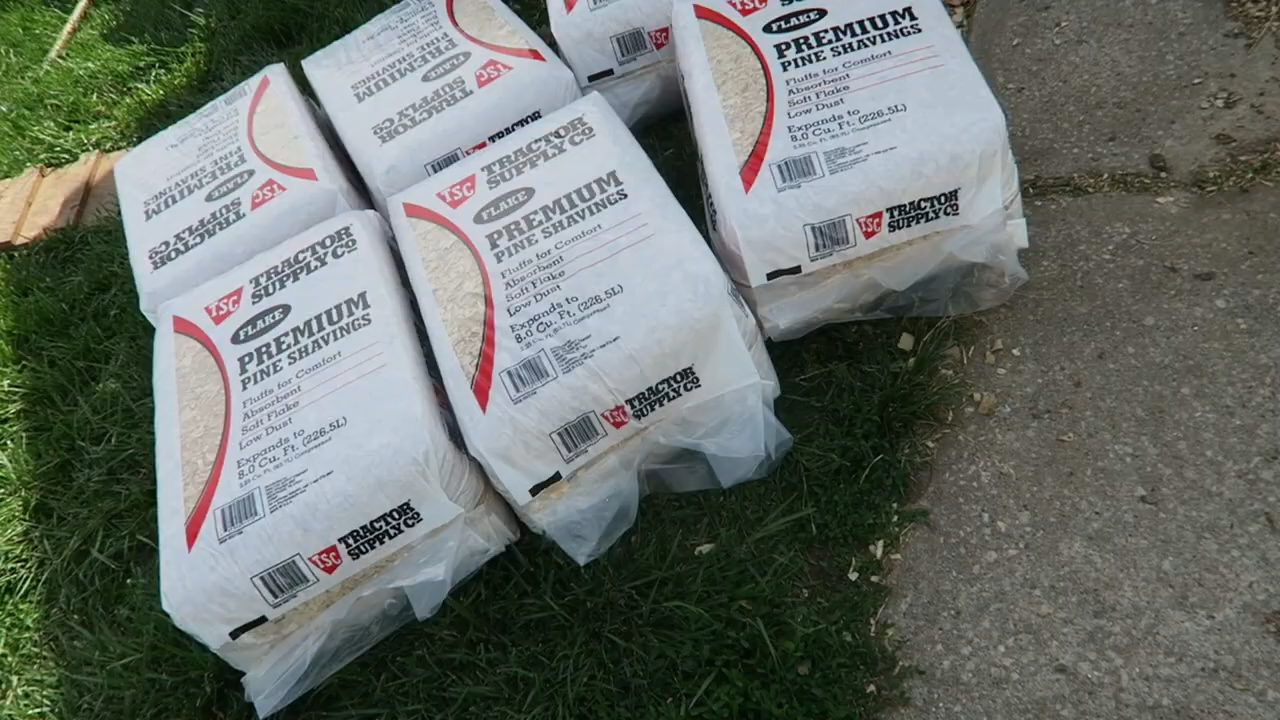 TSC
FLAKE
PREMIUM
PINE SHAVINGS
Fluffs for Comfort
Absorbent
Soft Flake
Low Dust
Expands to
8.0 Cu. Ft. (226.5L)
TSC TRACTOR
SUPPLY CO
TSC
PREMIUM
PINE SHAVINGS
FLAKE
TSC
TRACTOR
SUPPLY CO
TRACTOR
TSC TRACTOR
SUPPLY CO
FLAKE
PREMIUM
PINE SHAVINGS
Fluffs for Comfort
Absorbent
Soft Flake
Low Dust
Expands to
8.0 Cu. Ft. (226.5L)
TSC TRACTOR
SUPPLY CO
PREMIUM
PINE SHAVINGS
FLAKE
TSC
TRACTOR
SUPPLY CO
TSC TRACTOR
SUPPLY CO
FLAKE
PREMIUM
PINE SHAVINGS
Fluffs for Comfort
Absorbent
Soft Flake
Low Dust
Expands to
8.0 Cu. Ft. (226.5L)
TSC TRACTOR
SUPPLY CO